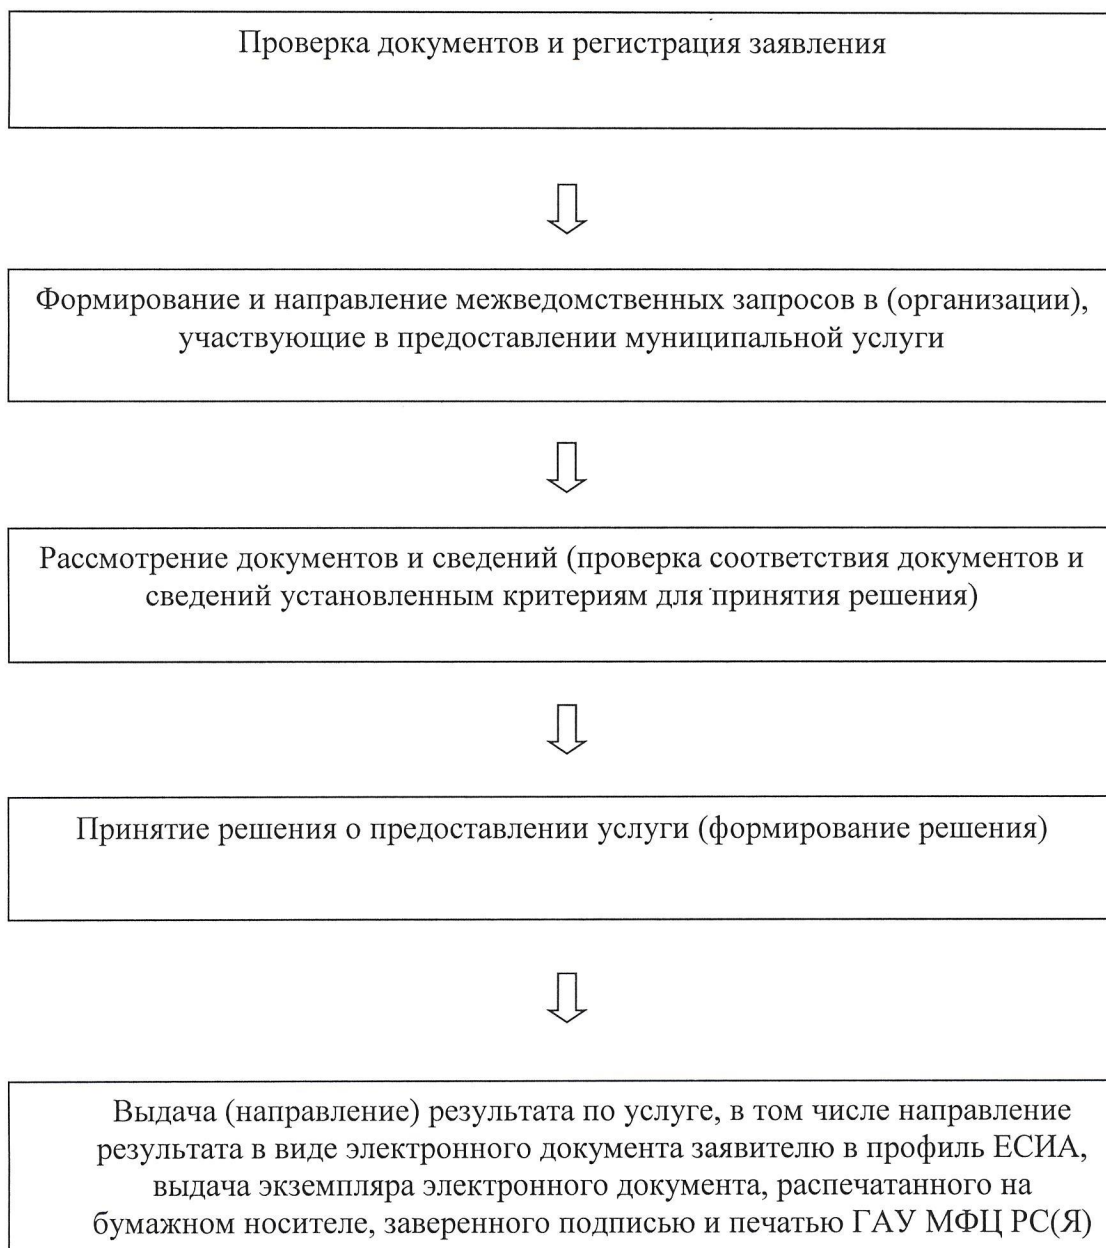 Проверка документов и регистрация заявления
Формирование и направление межведомственных запросов в (организации),
участвующие в предоставлении муниципальной услуги
Рассмотрение документов и сведений (проверка соответствия документов и
сведений установленным критериям для принятия решения)
Принятие решения о предоставлении услуги (формирование решения)
Выдача (направление) результата по услуге, в том числе направление
результата в виде электронного документа заявителю в профиль ЕСИА,
выдача экземпляра электронного документа, распечатанного на
бумажном носителе, заверенного подписью и печатью ГАУ МФЦ РС(Я)